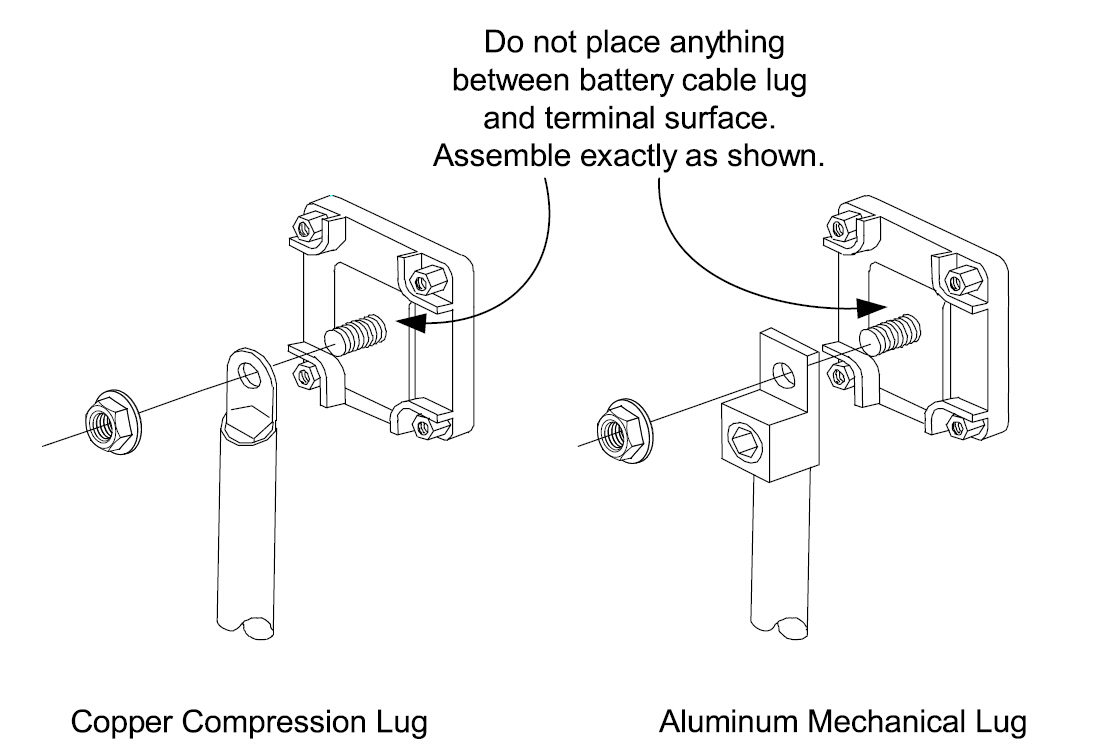 Do not place anything
between battery cable lug
and terminal surface.
Assemble exactly as shown.
Copper Compression Lug
Aluminum Mechanical Lug